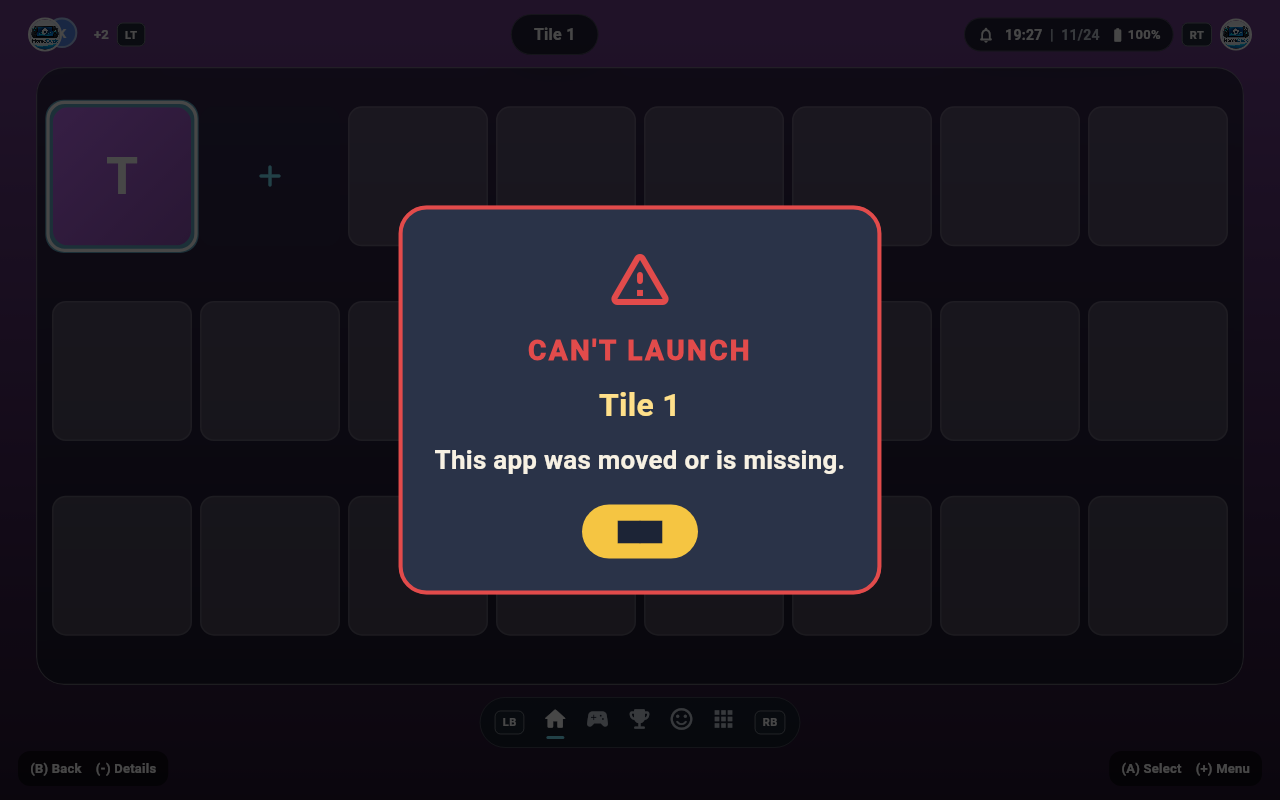 +2 LT
Tile 1
19:27 | 11/24 100% RT
T
+
CAN'T LAUNCH
Tile 1
This app was moved or is missing.
LB RB
(B) Back (-) Details
(A) Select (+) Menu